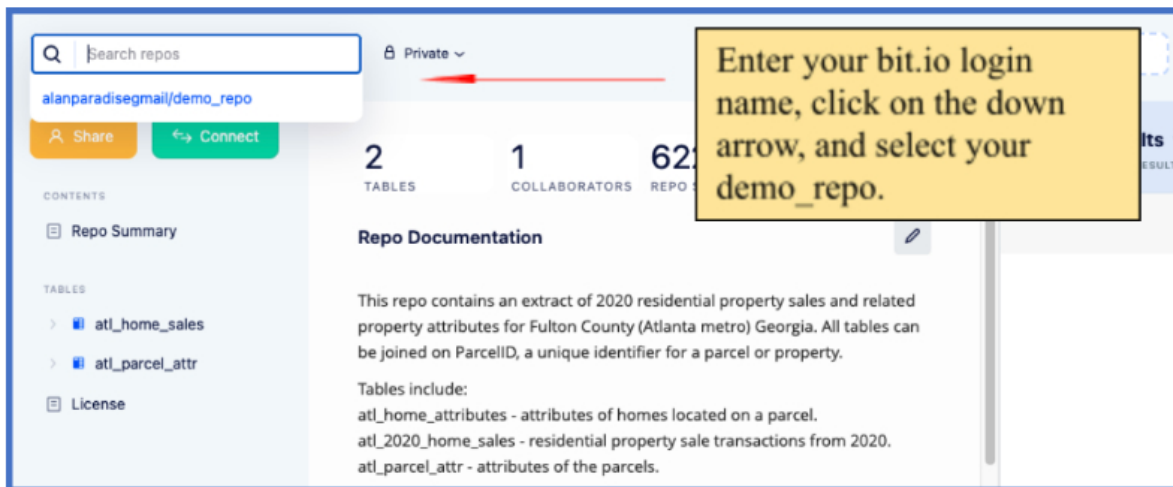 Search repos
Private
alanparadisegmail/demo_repo
Share
Connect
Enter your bit.io login
name, click on the down
arrow, and select your
demo_repo.
2
TABLES
1
COLLABORATORS
REPO
CONTENTS
Repo Summary
Repo Documentation
TABLES
atl_home_sales
atl_parcel_attr
License
This repo contains an extract of 2020 residential property sales and related
property attributes for Fulton County (Atlanta metro) Georgia. All tables can
be joined on ParcelID, a unique identifier for a parcel or property.
Tables include:
atl_home_attributes - attributes of homes located on a parcel.
atl_2020_home_sales - residential property sale transactions from 2020.
atl_parcel_attr - attributes of the parcels.